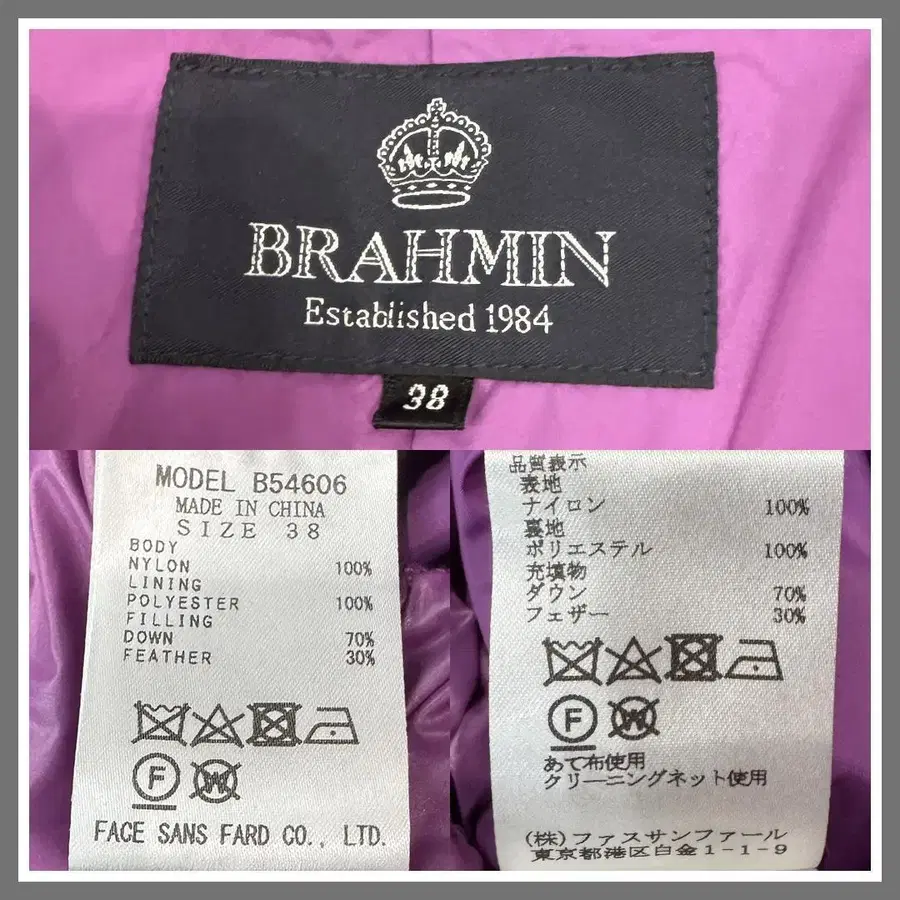 BRAHMIN
Established 1984
38
MODEL B54606
MADE IN CHINA
SIZE 38
BODY
NYLON 100%
LINING
POLYESTER 100%
FILLING
DOWN 70%
FEATHER 30%
F
W
FACE SANS FARD CO., LTD.
品質表示
表地
ナイロン 100%
裏地
ポリエステル 100%
充填物
ダウン 70%
フェザー 30%
F
W
あて布使用
クリーニングネット使用
(株)ファスサンファール
東京都港区白金1-1-9